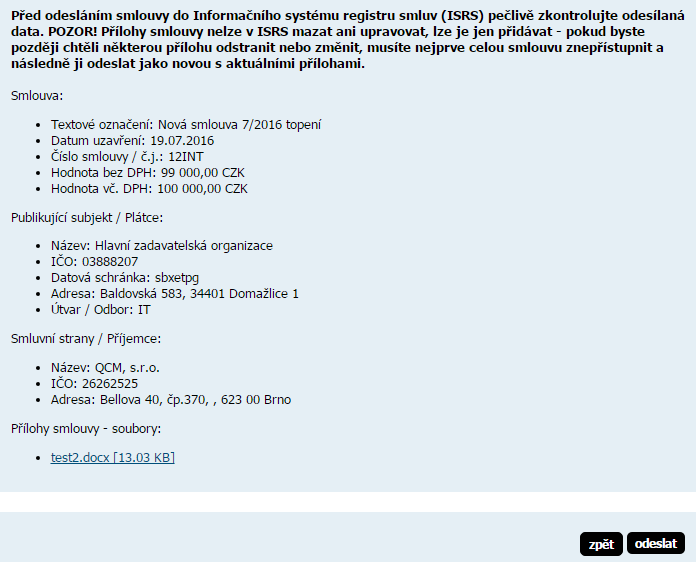 Před odesláním smlouvy do Informačního systému registru smluv (ISRS) pečlivě zkontrolujte odesílaná
data. POZOR! Přílohy smlouvy nelze v ISRS mazat ani upravovat, lze je jen přidávat - pokud byste
později chtěli některou přílohu odstranit nebo změnit, musíte nejprve celou smlouvu znepřístupnit a
následně ji odeslat jako novou s aktuálními přílohami.
Smlouva:
• Textové označení: Nová smlouva 7/2016 topení
• Datum uzavření: 19.07.2016
• Číslo smlouvy / č.j.: 12INT
• Hodnota bez DPH: 99 000,00 CZK
• Hodnota vč. DPH: 100 000,00 CZK
Publikující subjekt / Plátce:
• Název: Hlavní zadavatelská organizace
• IČO: 03888207
• Datová schránka: sbxetpg
• Adresa: Baldovská 583, 34401 Domažlice 1
• Útvar / Odbor: IT
Smluvní strany / Příjemce:
• Název: QCM, s.r.o.
• IČO: 26262525
• Adresa: Bellova 40, čp.370, , 623 00 Brno
Přílohy smlouvy - soubory:
• test2.docx [13.03 KB]
zpět odeslat